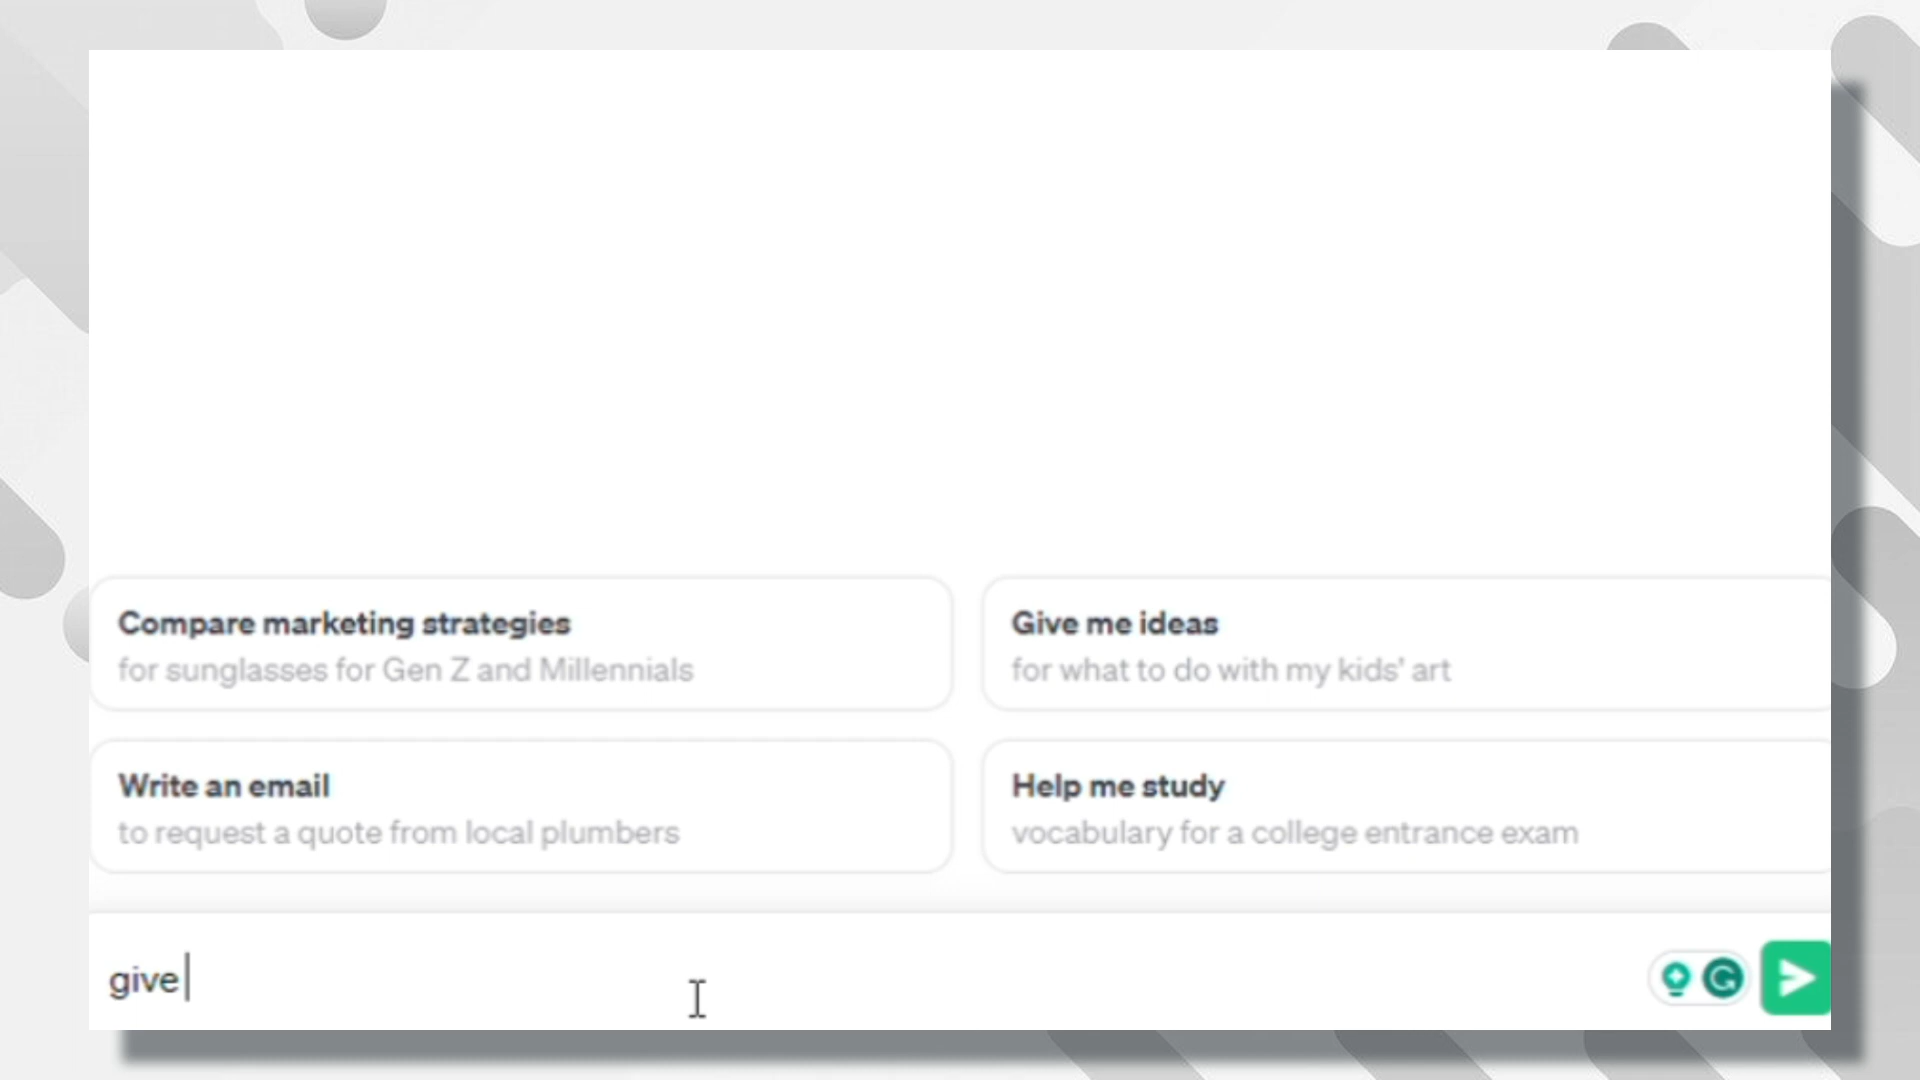 Compare marketing strategies
for sunglasses for Gen Z and Millennials
Give me ideas
for what to do with my kids' art
Write an email
to request a quote from local plumbers
Help me study
vocabulary for a college entrance exam
give